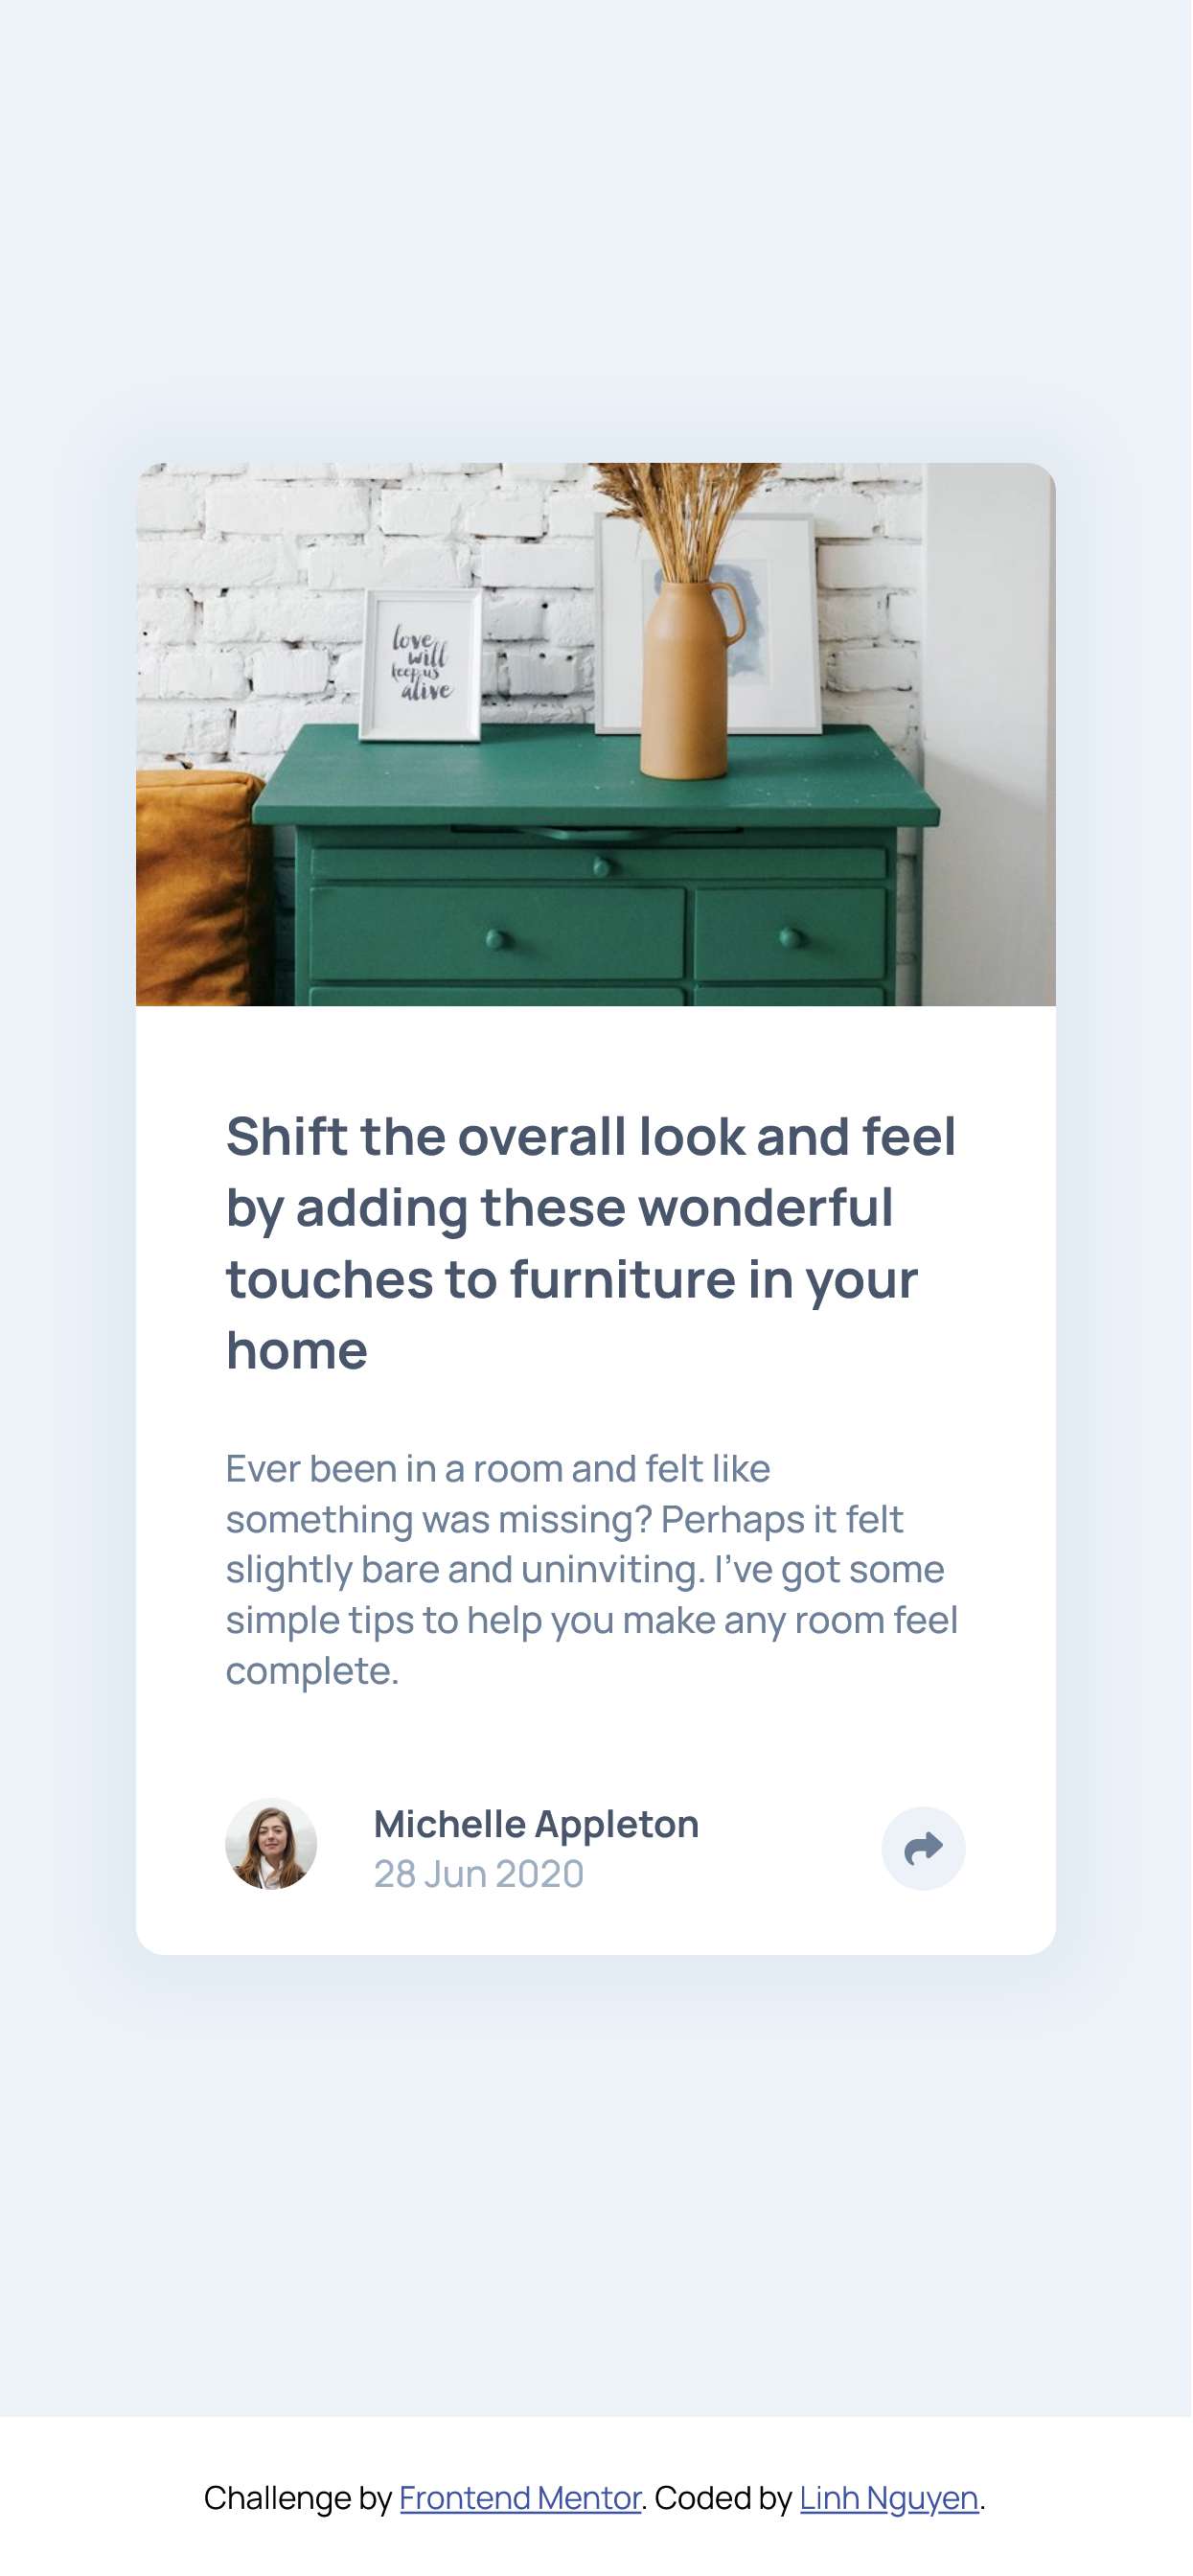 love
will
keep us
alive
Shift the overall look and feel
by adding these wonderful
touches to furniture in your
home
Ever been in a room and felt like
something was missing? Perhaps it felt
slightly bare and uninviting. I’ve got some
simple tips to help you make any room feel
complete.
Michelle Appleton
28 Jun 2020
Challenge by Frontend Mentor. Coded by Linh Nguyen.